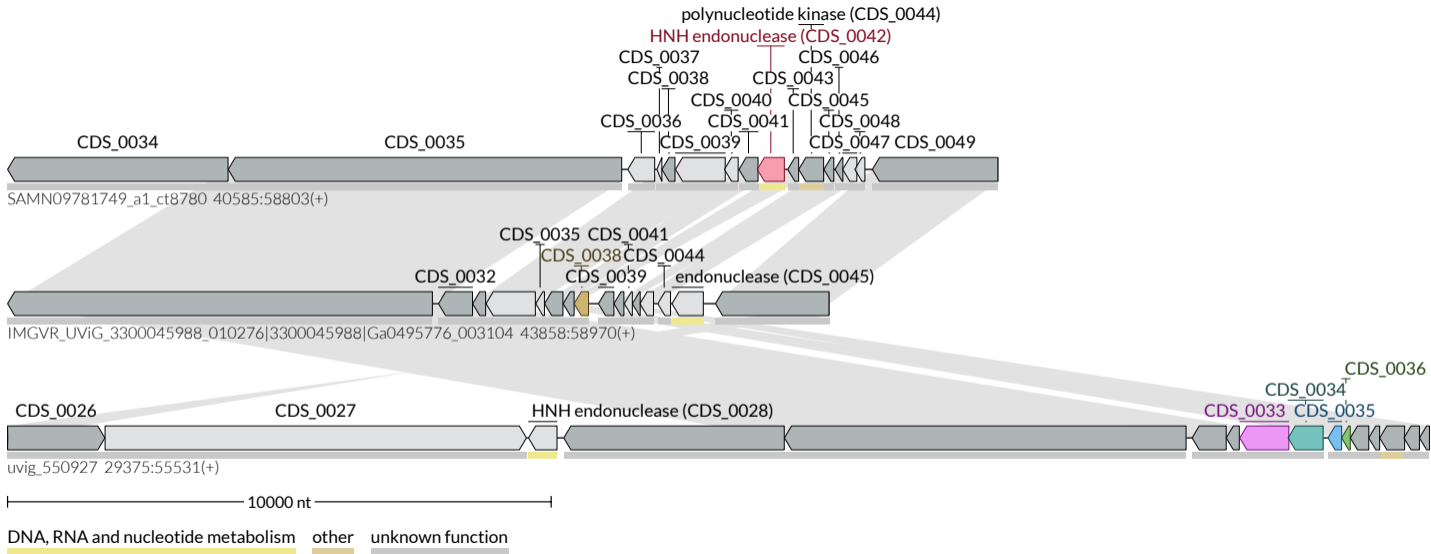 polynucleotide kinase (CDS_0044)
HNH endonuclease (CDS_0042)
CDS_0037 CDS_0046
CDS_0038 CDS_0043
CDS_0040 CDS_0045
CDS_0036 CDS_0041 CDS_0048
CDS_0034 CDS_0035 CDS_0039 CDS_0047 CDS_0049
SAMN09781749_a1_ct8780 40585:58803(+)
CDS_0035 CDS_0041
CDS_0038 CDS_0044
CDS_0032 CDS_0039 endonuclease (CDS_0045)
IMGVR_UViG_3300045988_010276|3300045988|Ga0495776_003104 43858:58970(+)
CDS_0036
CDS_0034
CDS_0026 CDS_0027 HNH endonuclease (CDS_0028) CDS_0033 CDS_0035
uvig_550927 29375:55531(+)
10000 nt
DNA, RNA and nucleotide metabolism other unknown function